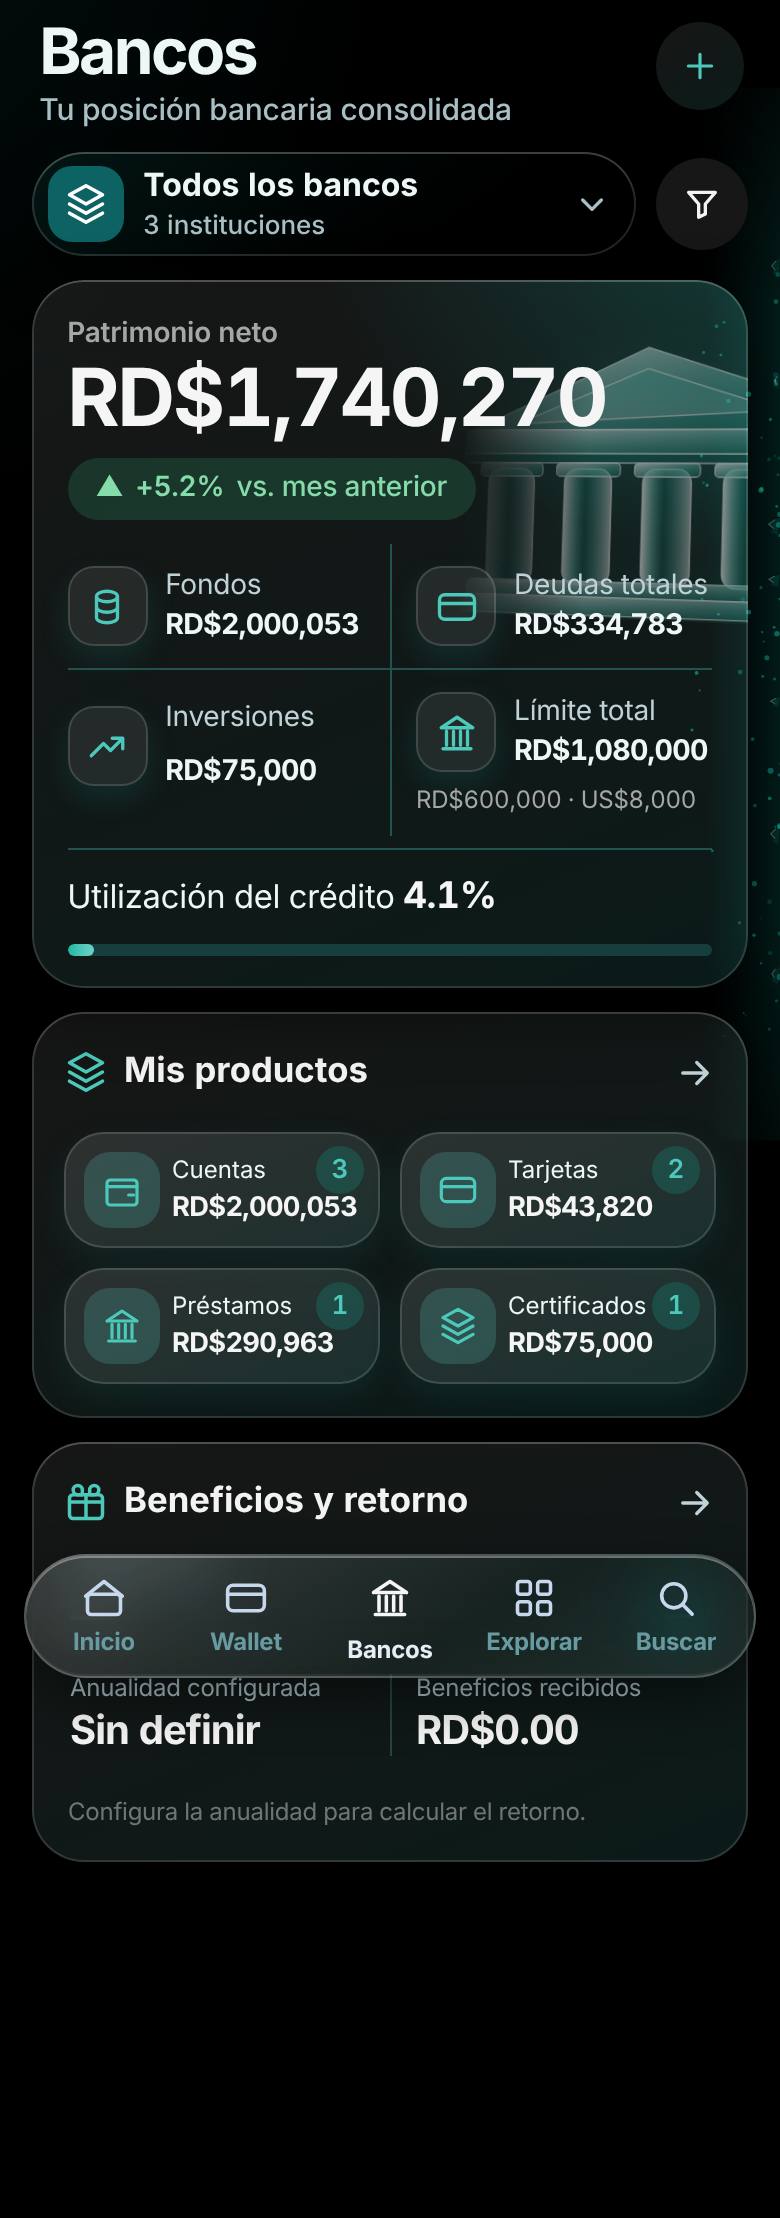 Bancos
Tu posición bancaria consolidada
Todos los bancos
3 instituciones
Patrimonio neto
RD$1,740,270
▲ +5.2% vs. mes anterior
Fondos
RD$2,000,053
Deudas totales
RD$334,783
Inversiones
RD$75,000
Límite total
RD$1,080,000
RD$600,000 · US$8,000
Utilización del crédito 4.1%
Mis productos
Cuentas 3
RD$2,000,053
Tarjetas 2
RD$43,820
Préstamos 1
RD$290,963
Certificados 1
RD$75,000
Beneficios y retorno
Inicio
Wallet
Bancos
Explorar
Buscar
Anualidad configurada
Sin definir
Beneficios recibidos
RD$0.00
Configura la anualidad para calcular el retorno.